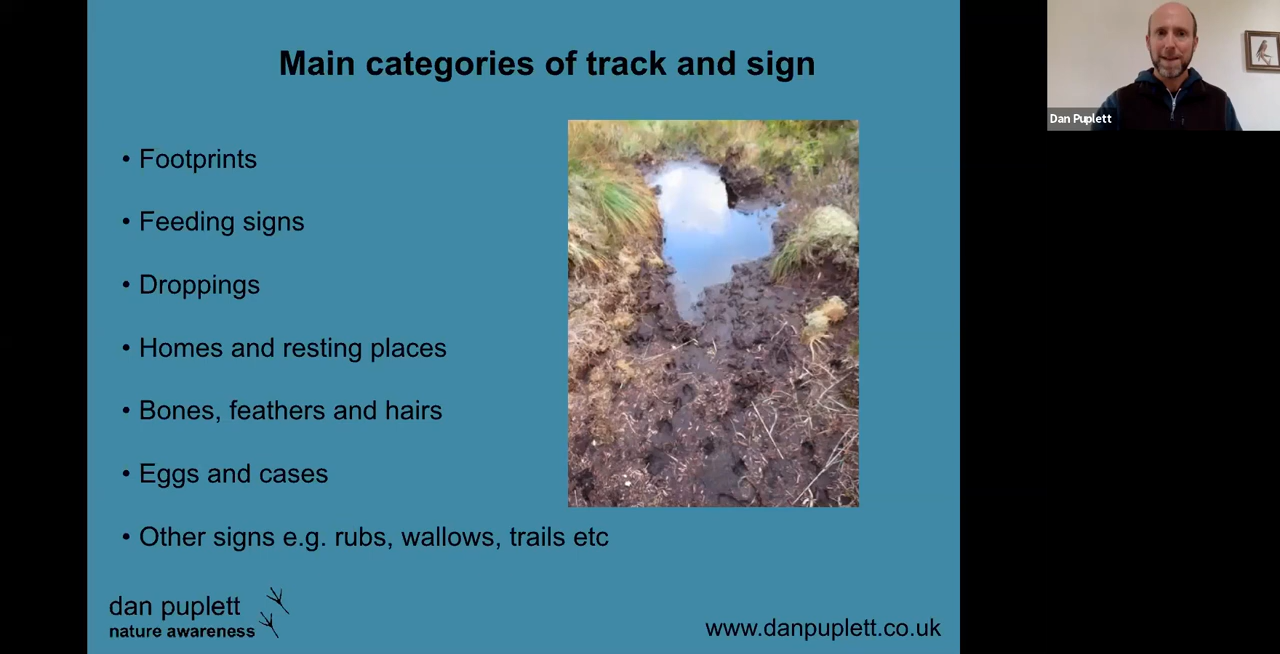 Main categories of track and sign
Dan Puplett
• Footprints
• Feeding signs
• Droppings
• Homes and resting places
• Bones, feathers and hairs
• Eggs and cases
• Other signs e.g. rubs, wallows, trails etc
dan puplett
nature awareness
www.danpuplett.co.uk